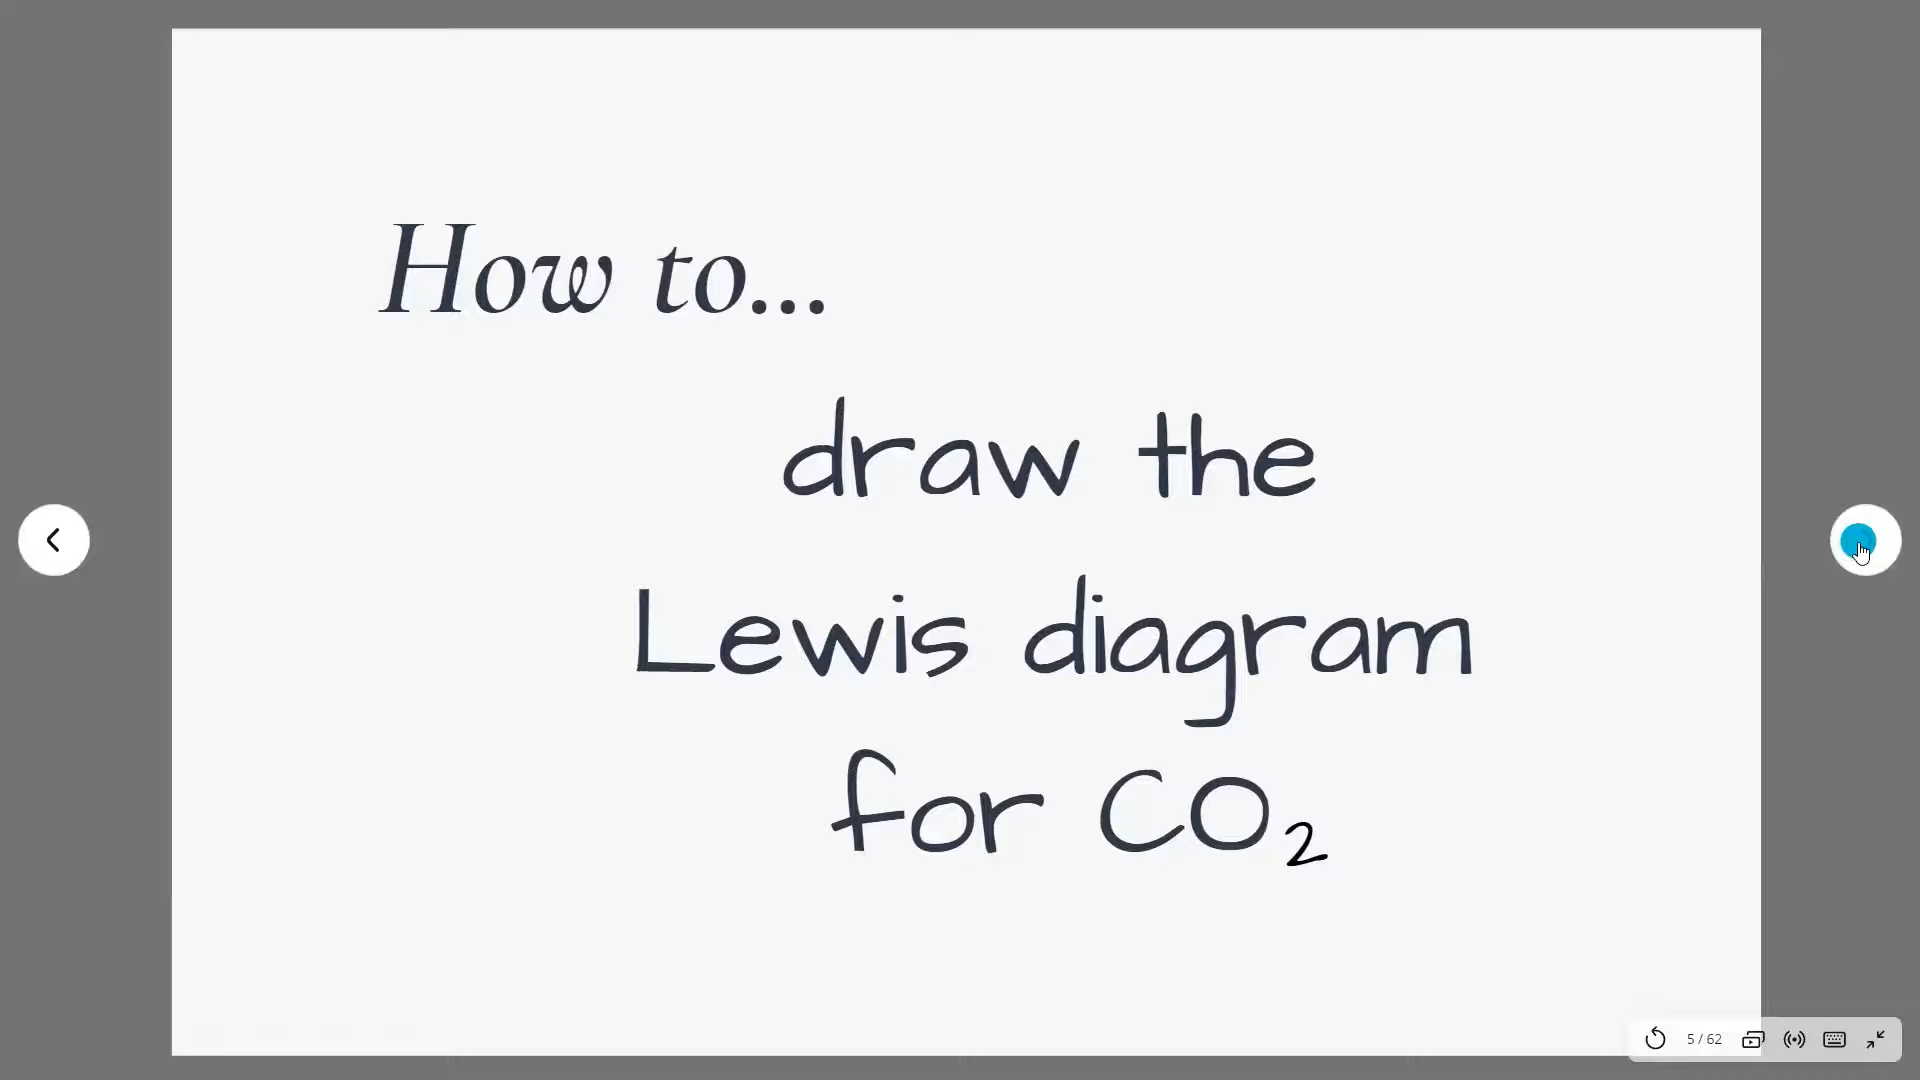 How to...
draw the
Lewis diagram
for CO₂
5 / 62